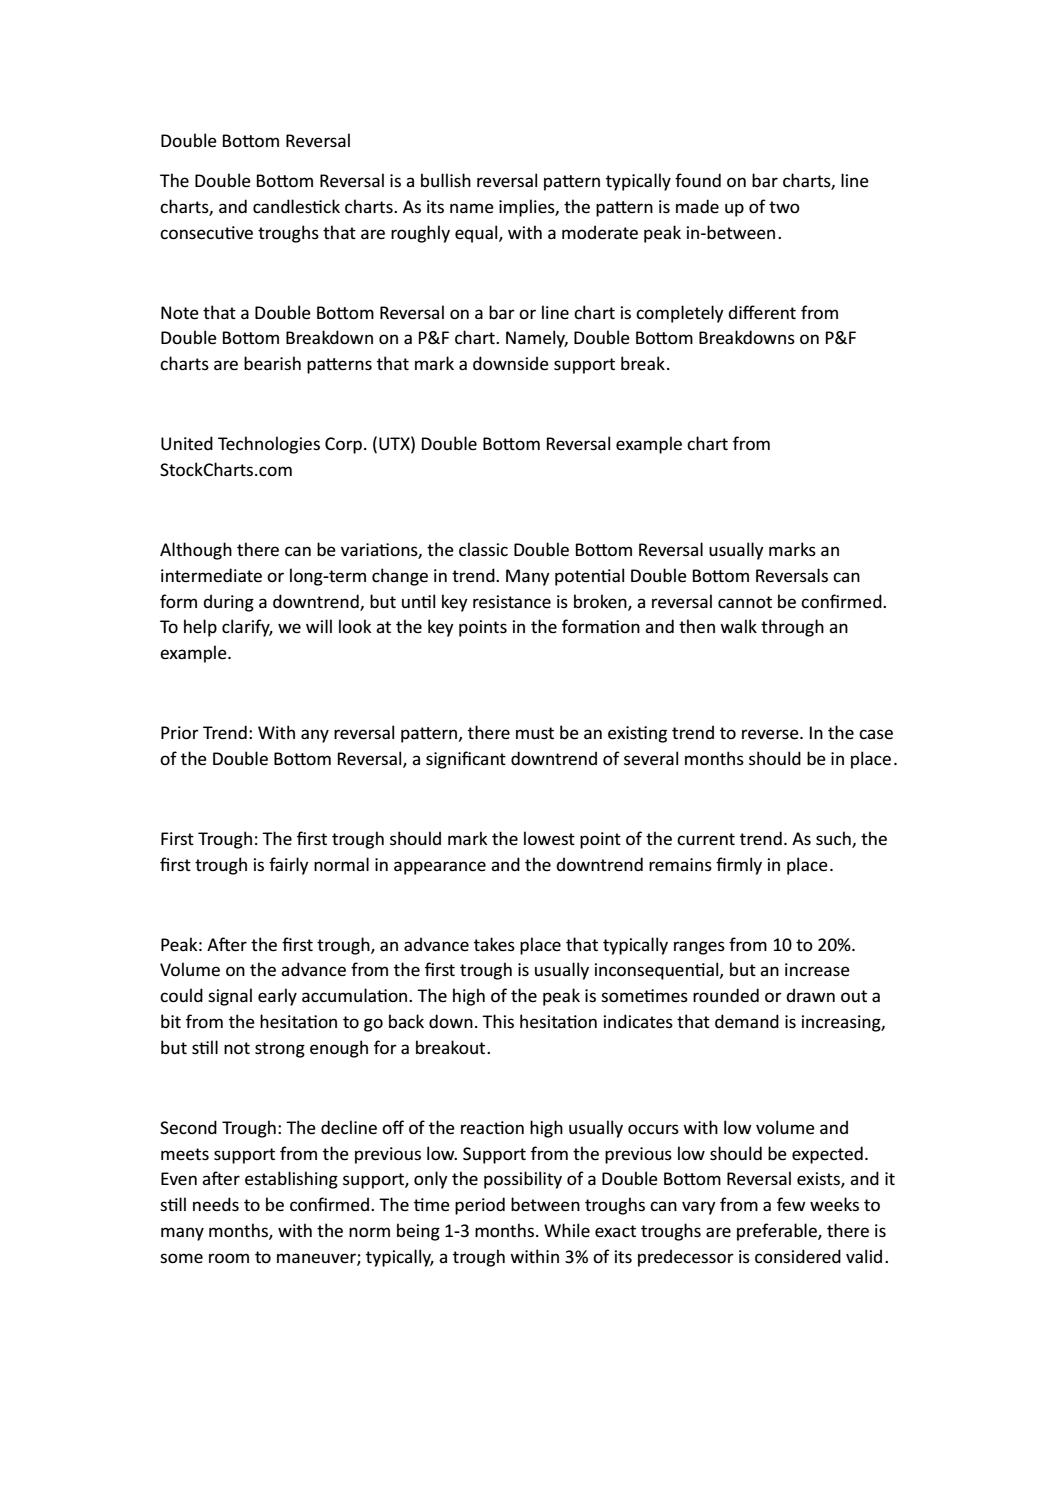 Double Bottom Reversal
The Double Bottom Reversal is a bullish reversal pattern typically found on bar charts, line
charts, and candlestick charts. As its name implies, the pattern is made up of two
consecutive troughs that are roughly equal, with a moderate peak in-between.
Note that a Double Bottom Reversal on a bar or line chart is completely different from
Double Bottom Breakdown on a P&F chart. Namely, Double Bottom Breakdowns on P&F
charts are bearish patterns that mark a downside support break.
United Technologies Corp. (UTX) Double Bottom Reversal example chart from
StockCharts.com
Although there can be variations, the classic Double Bottom Reversal usually marks an
intermediate or long-term change in trend. Many potential Double Bottom Reversals can
form during a downtrend, but until key resistance is broken, a reversal cannot be confirmed.
To help clarify, we will look at the key points in the formation and then walk through an
example.
Prior Trend: With any reversal pattern, there must be an existing trend to reverse. In the case
of the Double Bottom Reversal, a significant downtrend of several months should be in place.
First Trough: The first trough should mark the lowest point of the current trend. As such, the
first trough is fairly normal in appearance and the downtrend remains firmly in place.
Peak: After the first trough, an advance takes place that typically ranges from 10 to 20%.
Volume on the advance from the first trough is usually inconsequential, but an increase
could signal early accumulation. The high of the peak is sometimes rounded or drawn out a
bit from the hesitation to go back down. This hesitation indicates that demand is increasing,
but still not strong enough for a breakout.
Second Trough: The decline off of the reaction high usually occurs with low volume and
meets support from the previous low. Support from the previous low should be expected.
Even after establishing support, only the possibility of a Double Bottom Reversal exists, and it
still needs to be confirmed. The time period between troughs can vary from a few weeks to
many months, with the norm being 1-3 months. While exact troughs are preferable, there is
some room to maneuver; typically, a trough within 3% of its predecessor is considered valid.